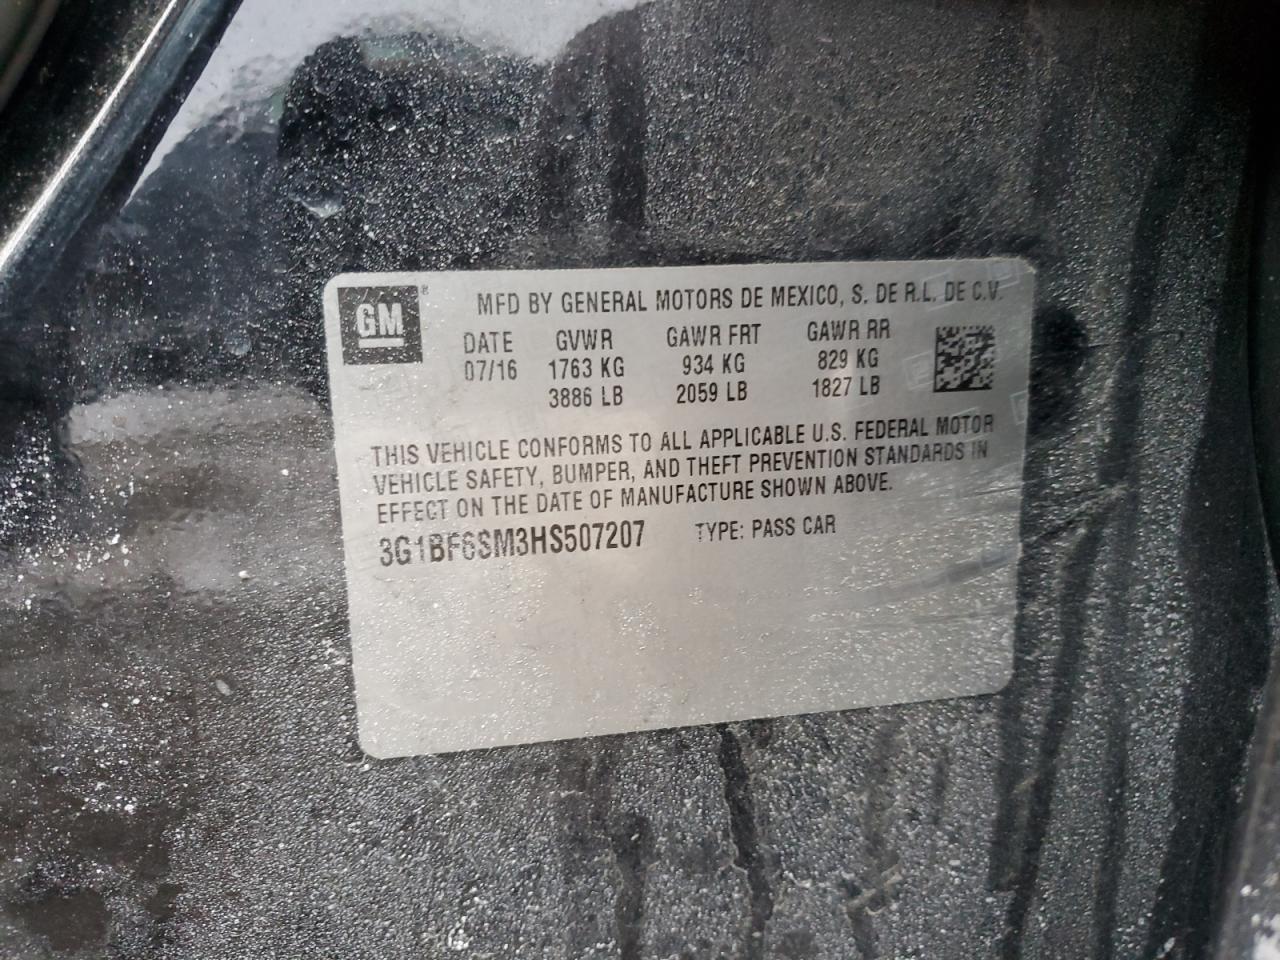 GM®
MFD BY GENERAL MOTORS DE MEXICO, S. DE R.L. DE C.V.
DATE GVWR GAWR FRT GAWR RR
07/16 1763 KG 934 KG 829 KG
3886 LB 2059 LB 1827 LB
THIS VEHICLE CONFORMS TO ALL APPLICABLE U.S. FEDERAL MOTOR
VEHICLE SAFETY, BUMPER, AND THEFT PREVENTION STANDARDS IN
EFFECT ON THE DATE OF MANUFACTURE SHOWN ABOVE.
3G1BF6SM3HS507207 TYPE: PASS CAR